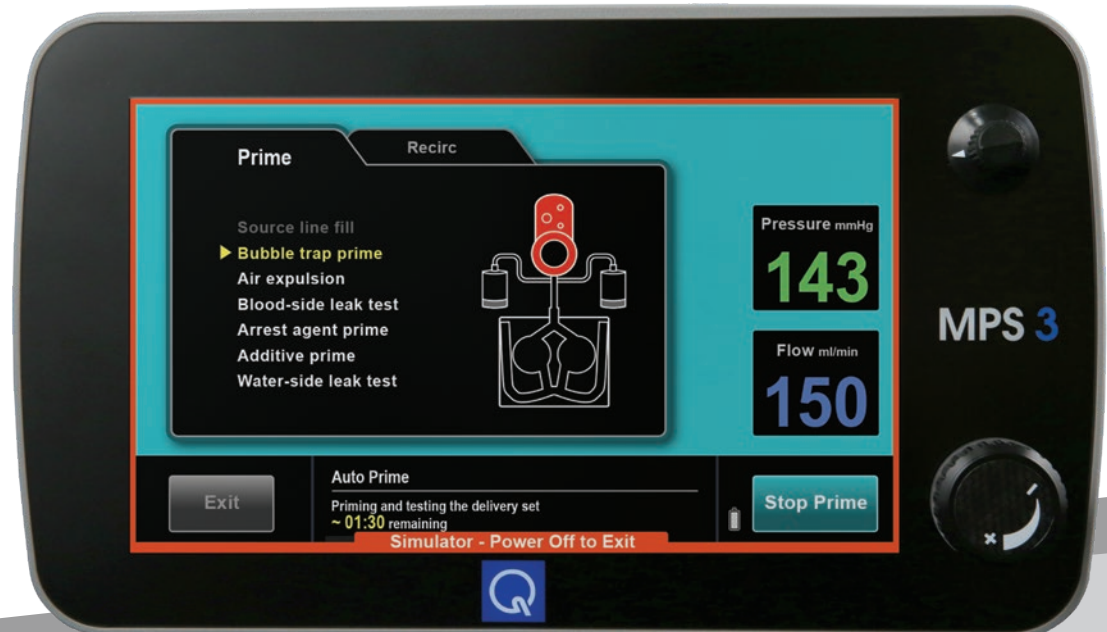 Prime
Recirc
Source line fill
Bubble trap prime
Air expulsion
Blood-side leak test
Arrest agent prime
Additive prime
Water-side leak test
Pressure mmHg
143
Flow ml/min
150
MPS 3
Exit
Auto Prime
Priming and testing the delivery set
~ 01:30 remaining
Stop Prime
Simulator - Power Off to Exit
Q